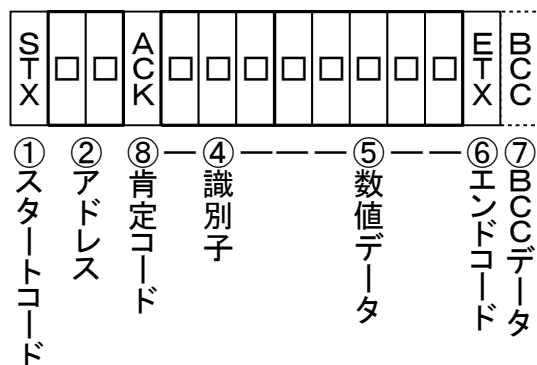 STX □ □ ACK □ □ □ □ □ □ □ □ ETX BCC
① ② ⑧ ④ ⑤ ⑥ ⑦
スタートコード
アドレス
肯定コード
識別子
数値データ
エンドコード
BCCデータ